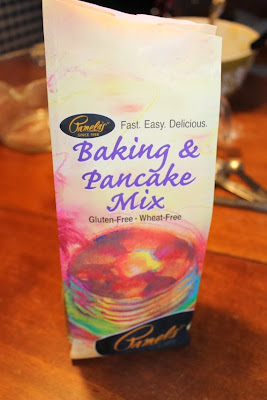 Pamela's
SINCE 1988
Fast. Easy. Delicious.
Baking &
Pancake
Mix
Gluten-Free • Wheat-Free
Pamela's